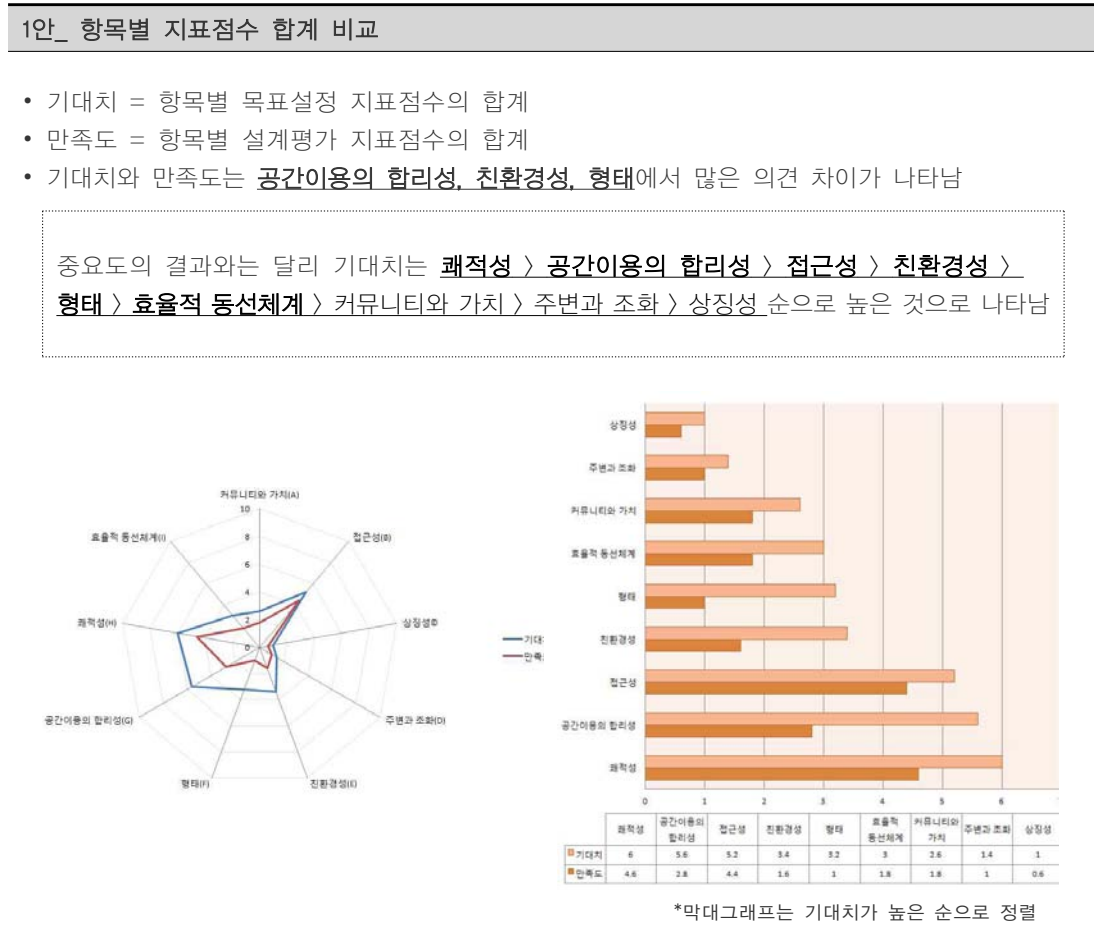 1안_ 항목별 지표점수 합계 비교
• 기대치 = 항목별 목표설정 지표점수의 합계
• 만족도 = 항목별 설계평가 지표점수의 합계
• 기대치와 만족도는 공간이용의 합리성, 친환경성, 형태에서 많은 의견 차이가 나타남
중요도의 결과와는 달리 기대치는 쾌적성 〉 공간이용의 합리성 〉 접근성 〉 친환경성 〉
형태 〉 효율적 동선체계 〉 커뮤니티와 가치 〉 주변과 조화 〉 상징성 순으로 높은 것으로 나타남
커뮤니티와 가치(A)
접근성(B)
상징성
주변과 조화(D)
친환경성(E)
형태(F)
공간이용의 합리성(G)
쾌적성(H)
효율적 동선체계(I)
10
8
6
4
2
0
기대
만족
상징성
주변과 조화
커뮤니티와 가치
효율적 동선체계
형태
친환경성
접근성
공간이용의 합리성
쾌적성
0 1 2 3 4 5 6
쾌적성 공간이용의 합리성 접근성 친환경성 형태 효율적 동선체계 커뮤니티와 가치 주변과 조화 상징성
기대치 6 5.6 5.2 3.4 3.2 3 2.6 1.4 1
만족도 4.6 2.8 4.4 1.6 1 1.8 1.8 1 0.6
*막대그래프는 기대치가 높은 순으로 정렬